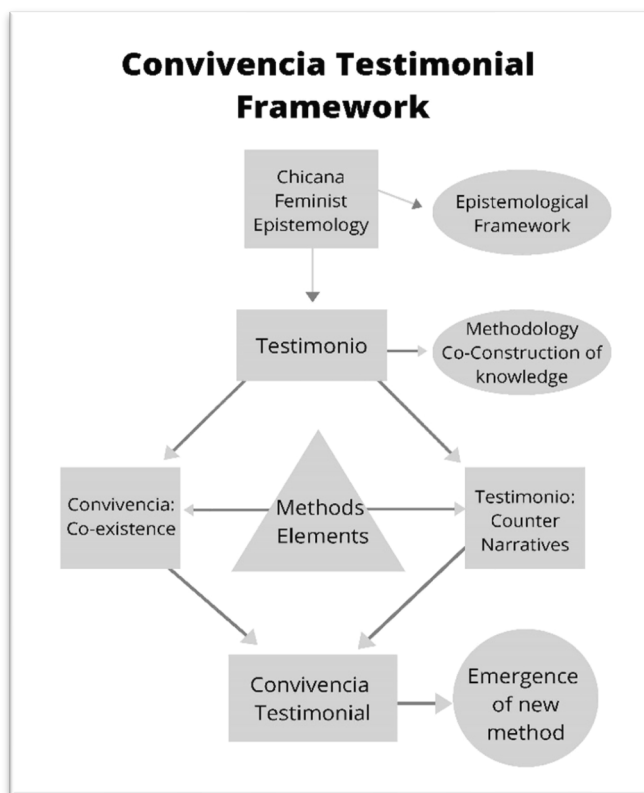 Convivencia Testimonial
Framework
Chicana
Feminist
Epistemology
Epistemological
Framework
Testimonio
Methodology
Co-Construction of
knowledge
Convivencia:
Co-existence
Methods
Elements
Testimonio:
Counter
Narratives
Convivencia
Testimonial
Emergence
of new
method